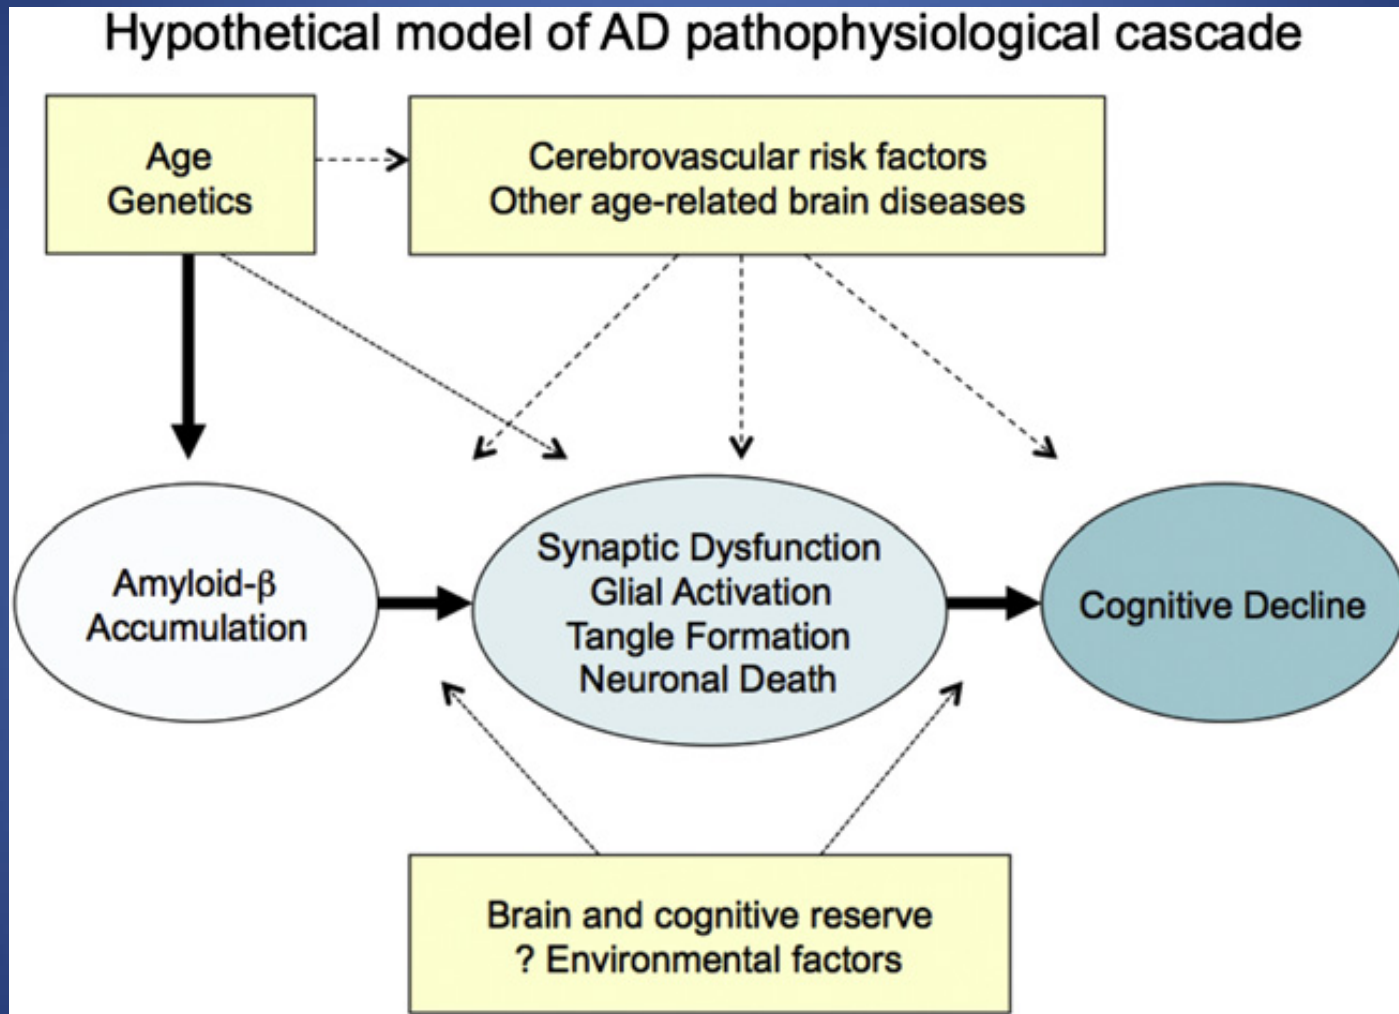 Hypothetical model of AD pathophysiological cascade
Age
Genetics
Cerebrovascular risk factors
Other age-related brain diseases
Amyloid-β
Accumulation
Synaptic Dysfunction
Glial Activation
Tangle Formation
Neuronal Death
Cognitive Decline
Brain and cognitive reserve
? Environmental factors